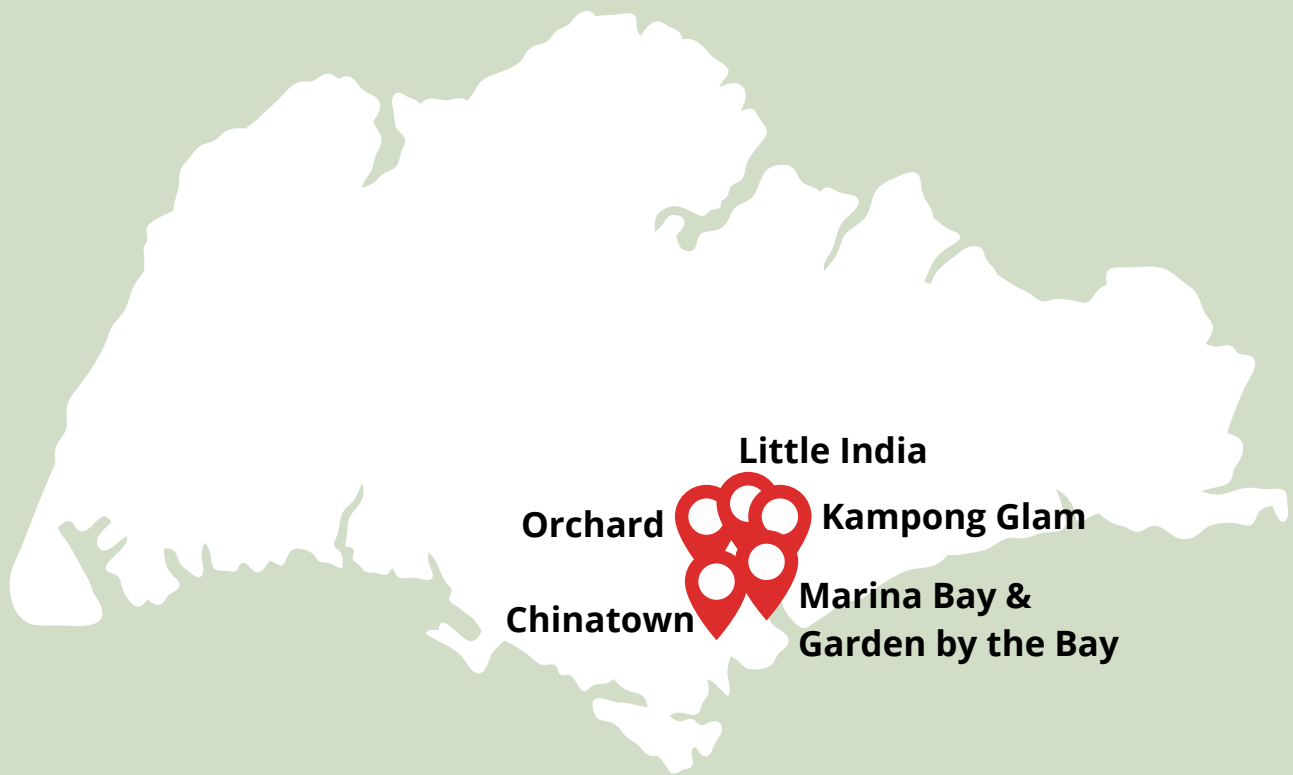 Little India
Orchard
Kampong Glam
Chinatown
Marina Bay &
Garden by the Bay